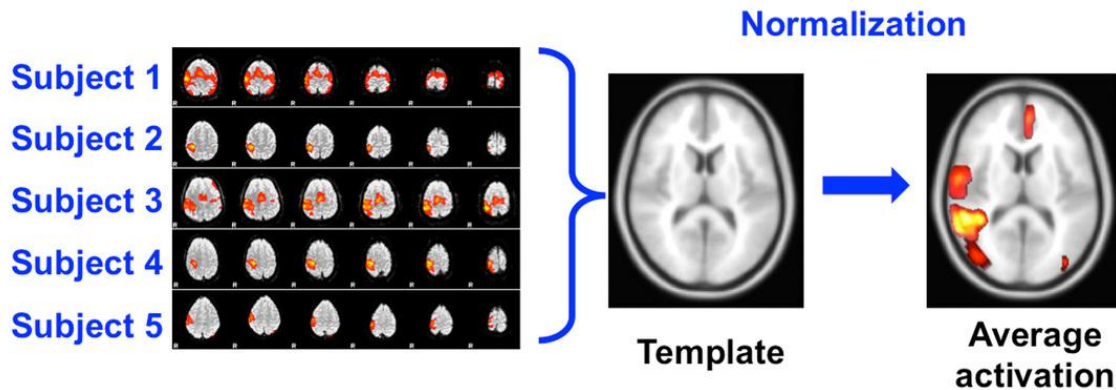 Normalization
Subject 1
R R R R R R
Subject 2
R R R R R R
Subject 3
R R R R R R
Subject 4
R R R R R R
Subject 5
R R R R R R
Template
Average
activation